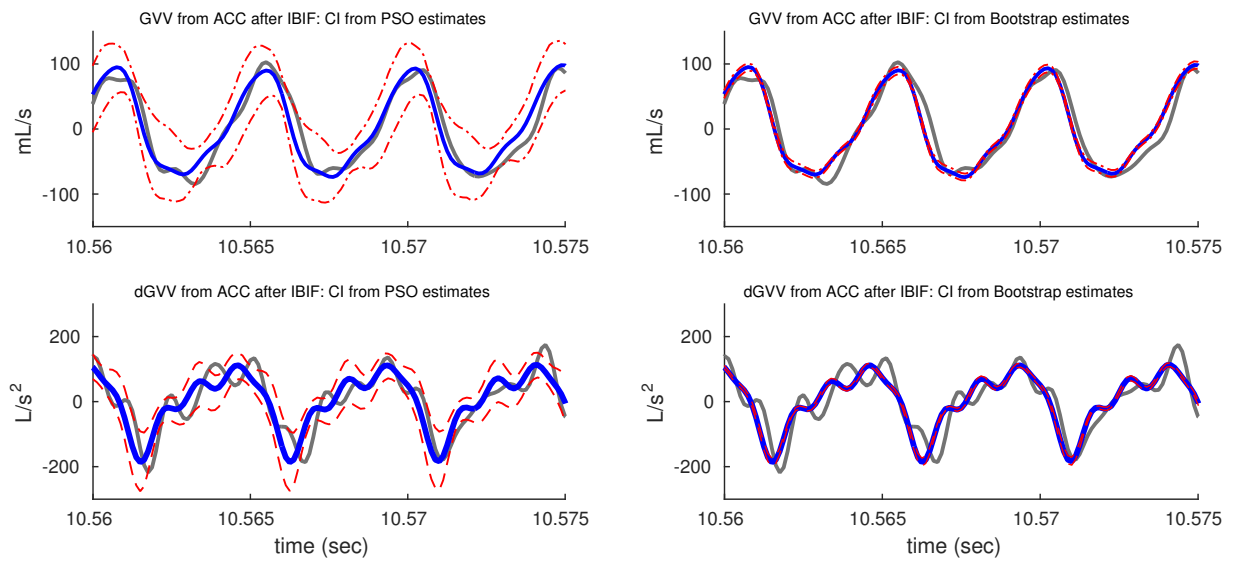 GVV from ACC after IBIF: CI from PSO estimates
100
0
-100
mL/s
10.56 10.565 10.57 10.575
GVV from ACC after IBIF: CI from Bootstrap estimates
100
0
-100
mL/s
10.56 10.565 10.57 10.575
dGVV from ACC after IBIF: CI from PSO estimates
200
0
-200
L/s²
10.56 10.565 10.57 10.575
time (sec)
dGVV from ACC after IBIF: CI from Bootstrap estimates
200
0
-200
L/s²
10.56 10.565 10.57 10.575
time (sec)